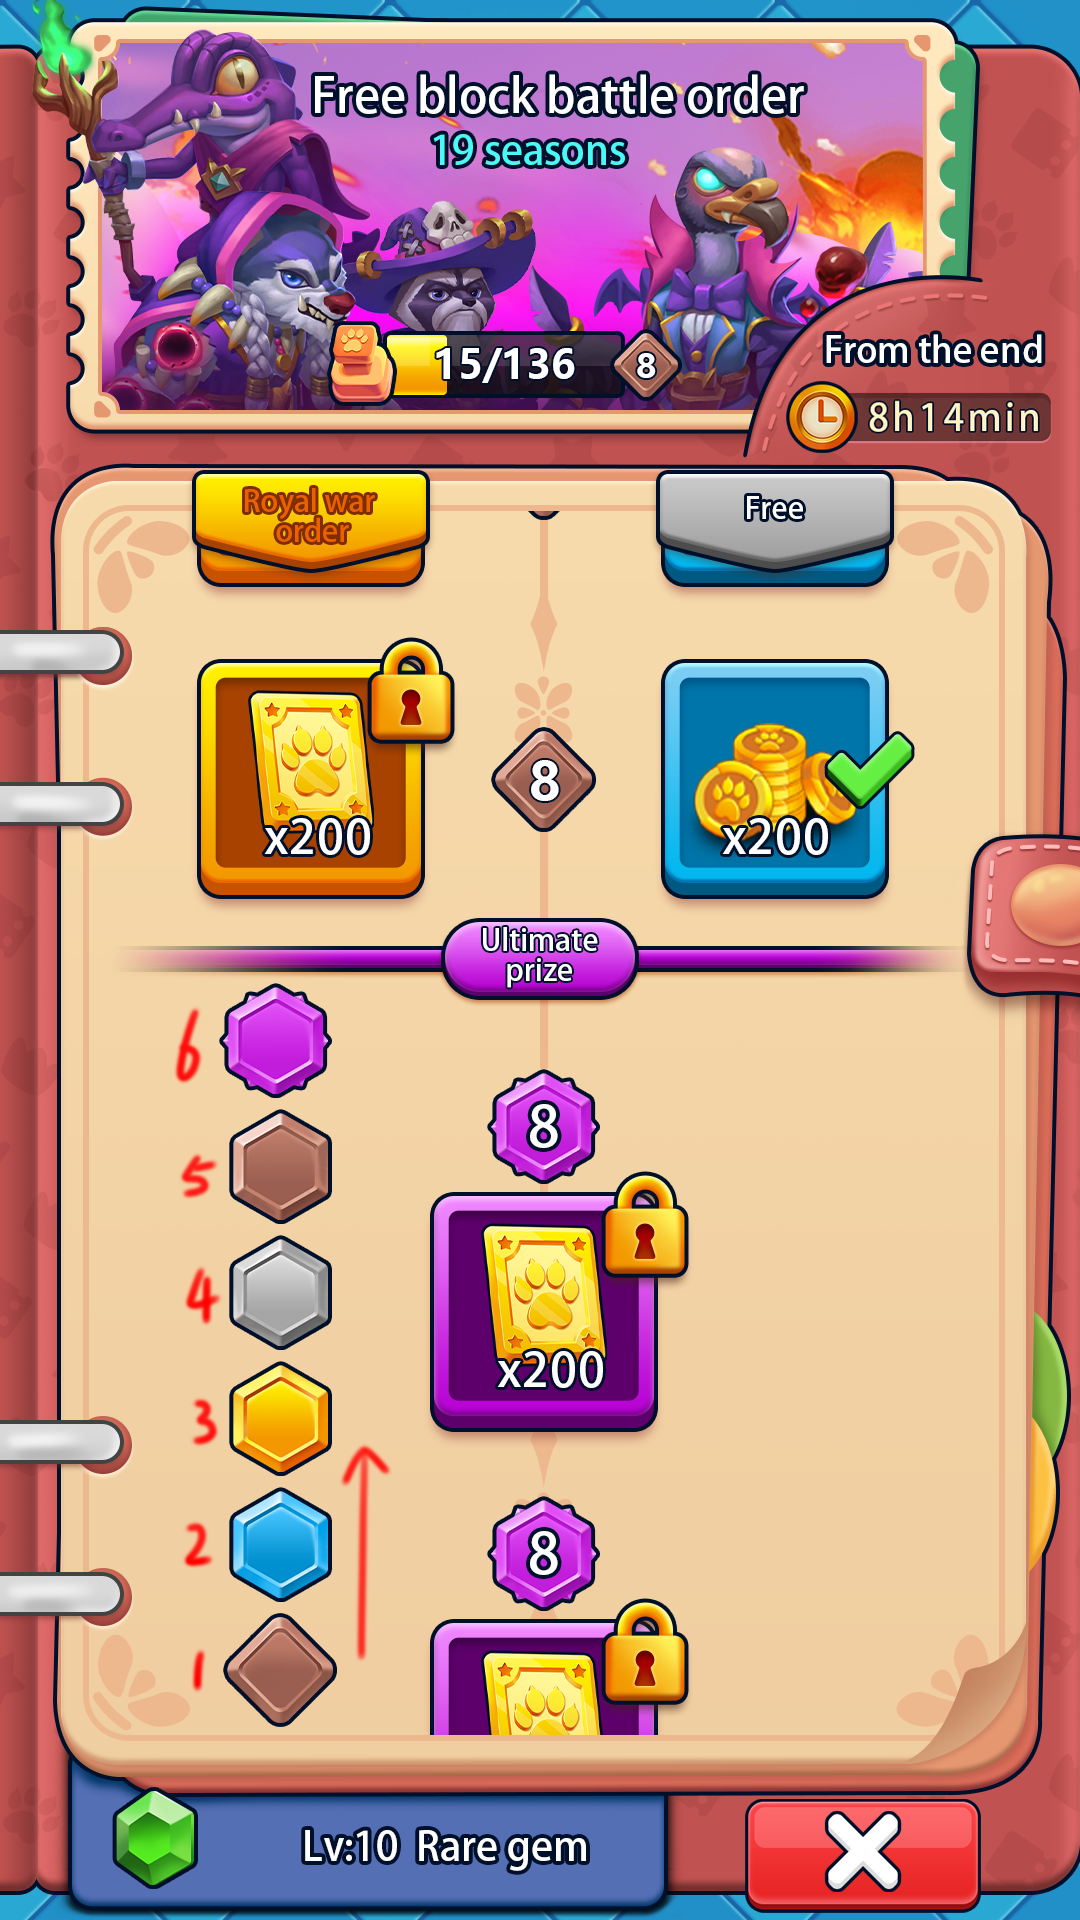 Free block battle order
19 seasons
15/136
8
From the end
8h14min
Royal war
order
Free
x200
8
x200
Ultimate
prize
6
8
5
4
x200
3
2
8
1
Lv:10 Rare gem